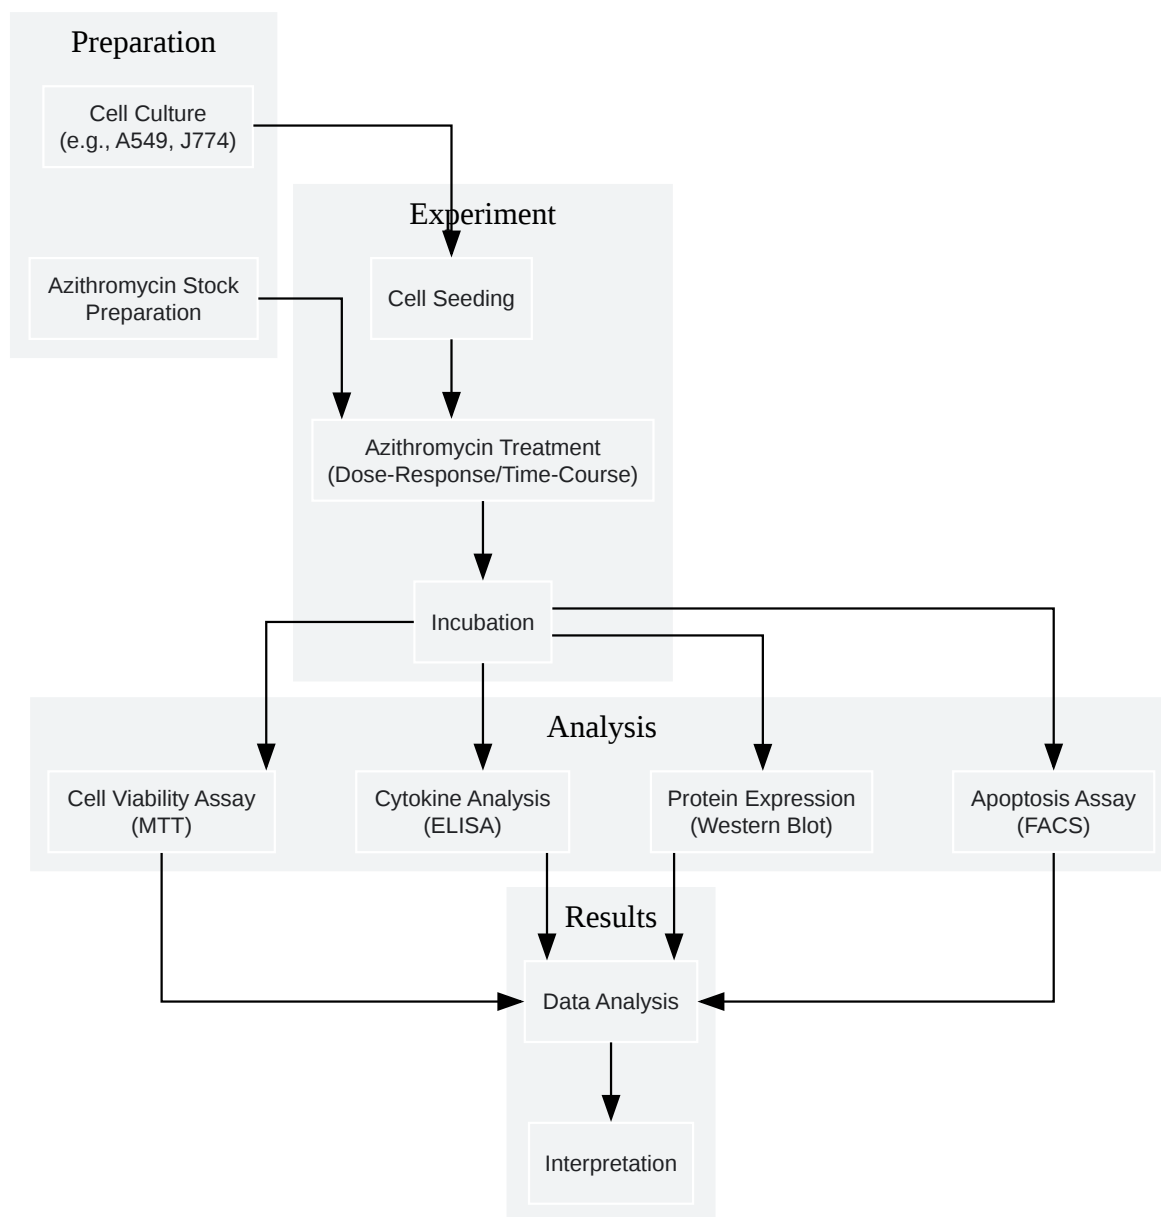 Preparation
Cell Culture
(e.g., A549, J774)
Azithromycin Stock
Preparation
Experiment
Cell Seeding
Azithromycin Treatment
(Dose-Response/Time-Course)
Incubation
Analysis
Cell Viability Assay
(MTT)
Cytokine Analysis
(ELISA)
Protein Expression
(Western Blot)
Apoptosis Assay
(FACS)
Results
Data Analysis
Interpretation